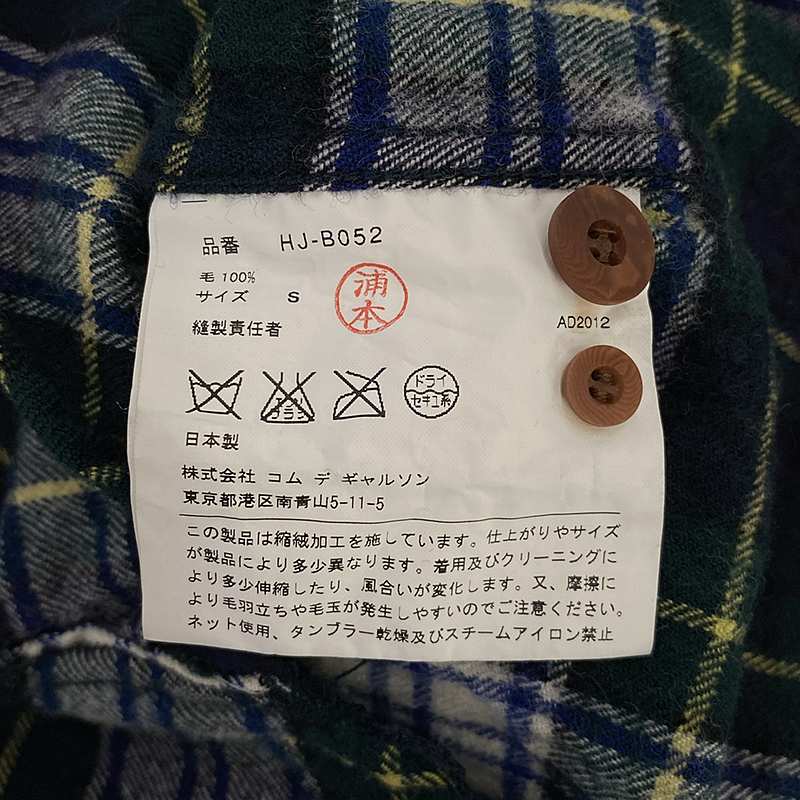 品番 HJ-B052
毛 100%
サイズ S
浦本
縫製責任者
AD2012
ドライ
セキユ系
日本製
株式会社 コム デ ギャルソン
東京都港区南青山5-11-5
この製品は縮絨加工を施しています。仕上がりやサイズ
が製品により多少異なります。着用及びクリーニングに
より多少伸縮したり、風合いが変化します。又、摩擦に
より毛羽立ちや毛玉が発生しやすいのでご注意ください。
ネット使用、タンブラー乾燥及びスチームアイロン禁止